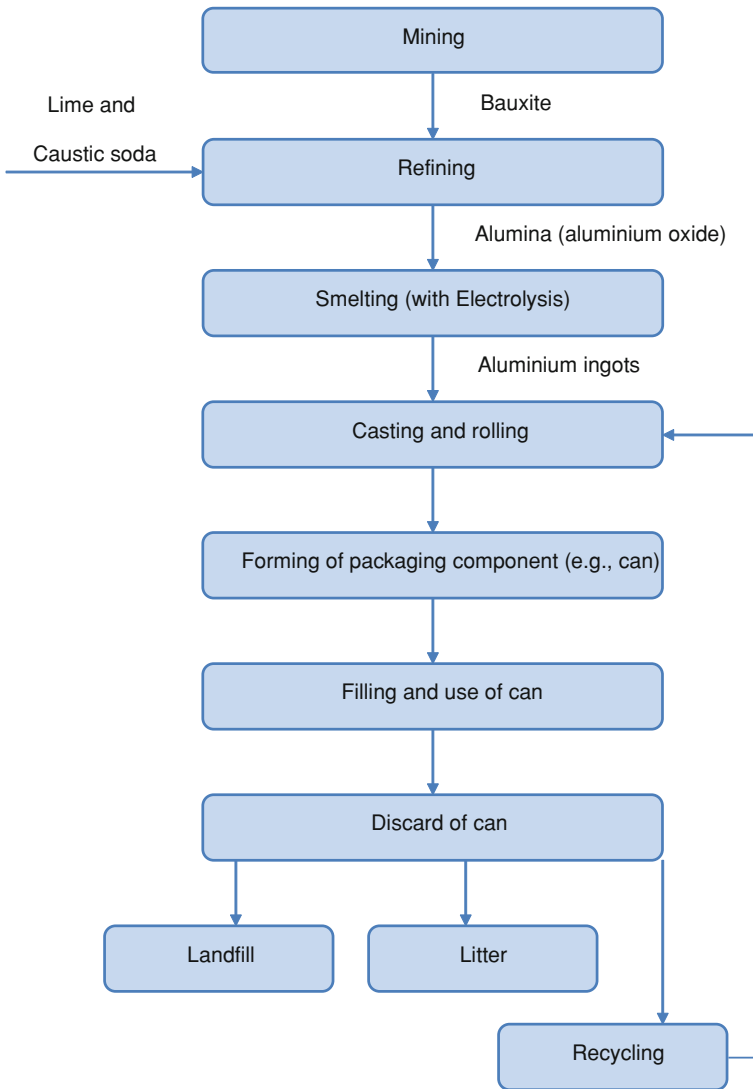 Mining
Bauxite
Lime and
Caustic soda
Refining
Alumina (aluminium oxide)
Smelting (with Electrolysis)
Aluminium ingots
Casting and rolling
Forming of packaging component (e.g., can)
Filling and use of can
Discard of can
Landfill
Litter
Recycling